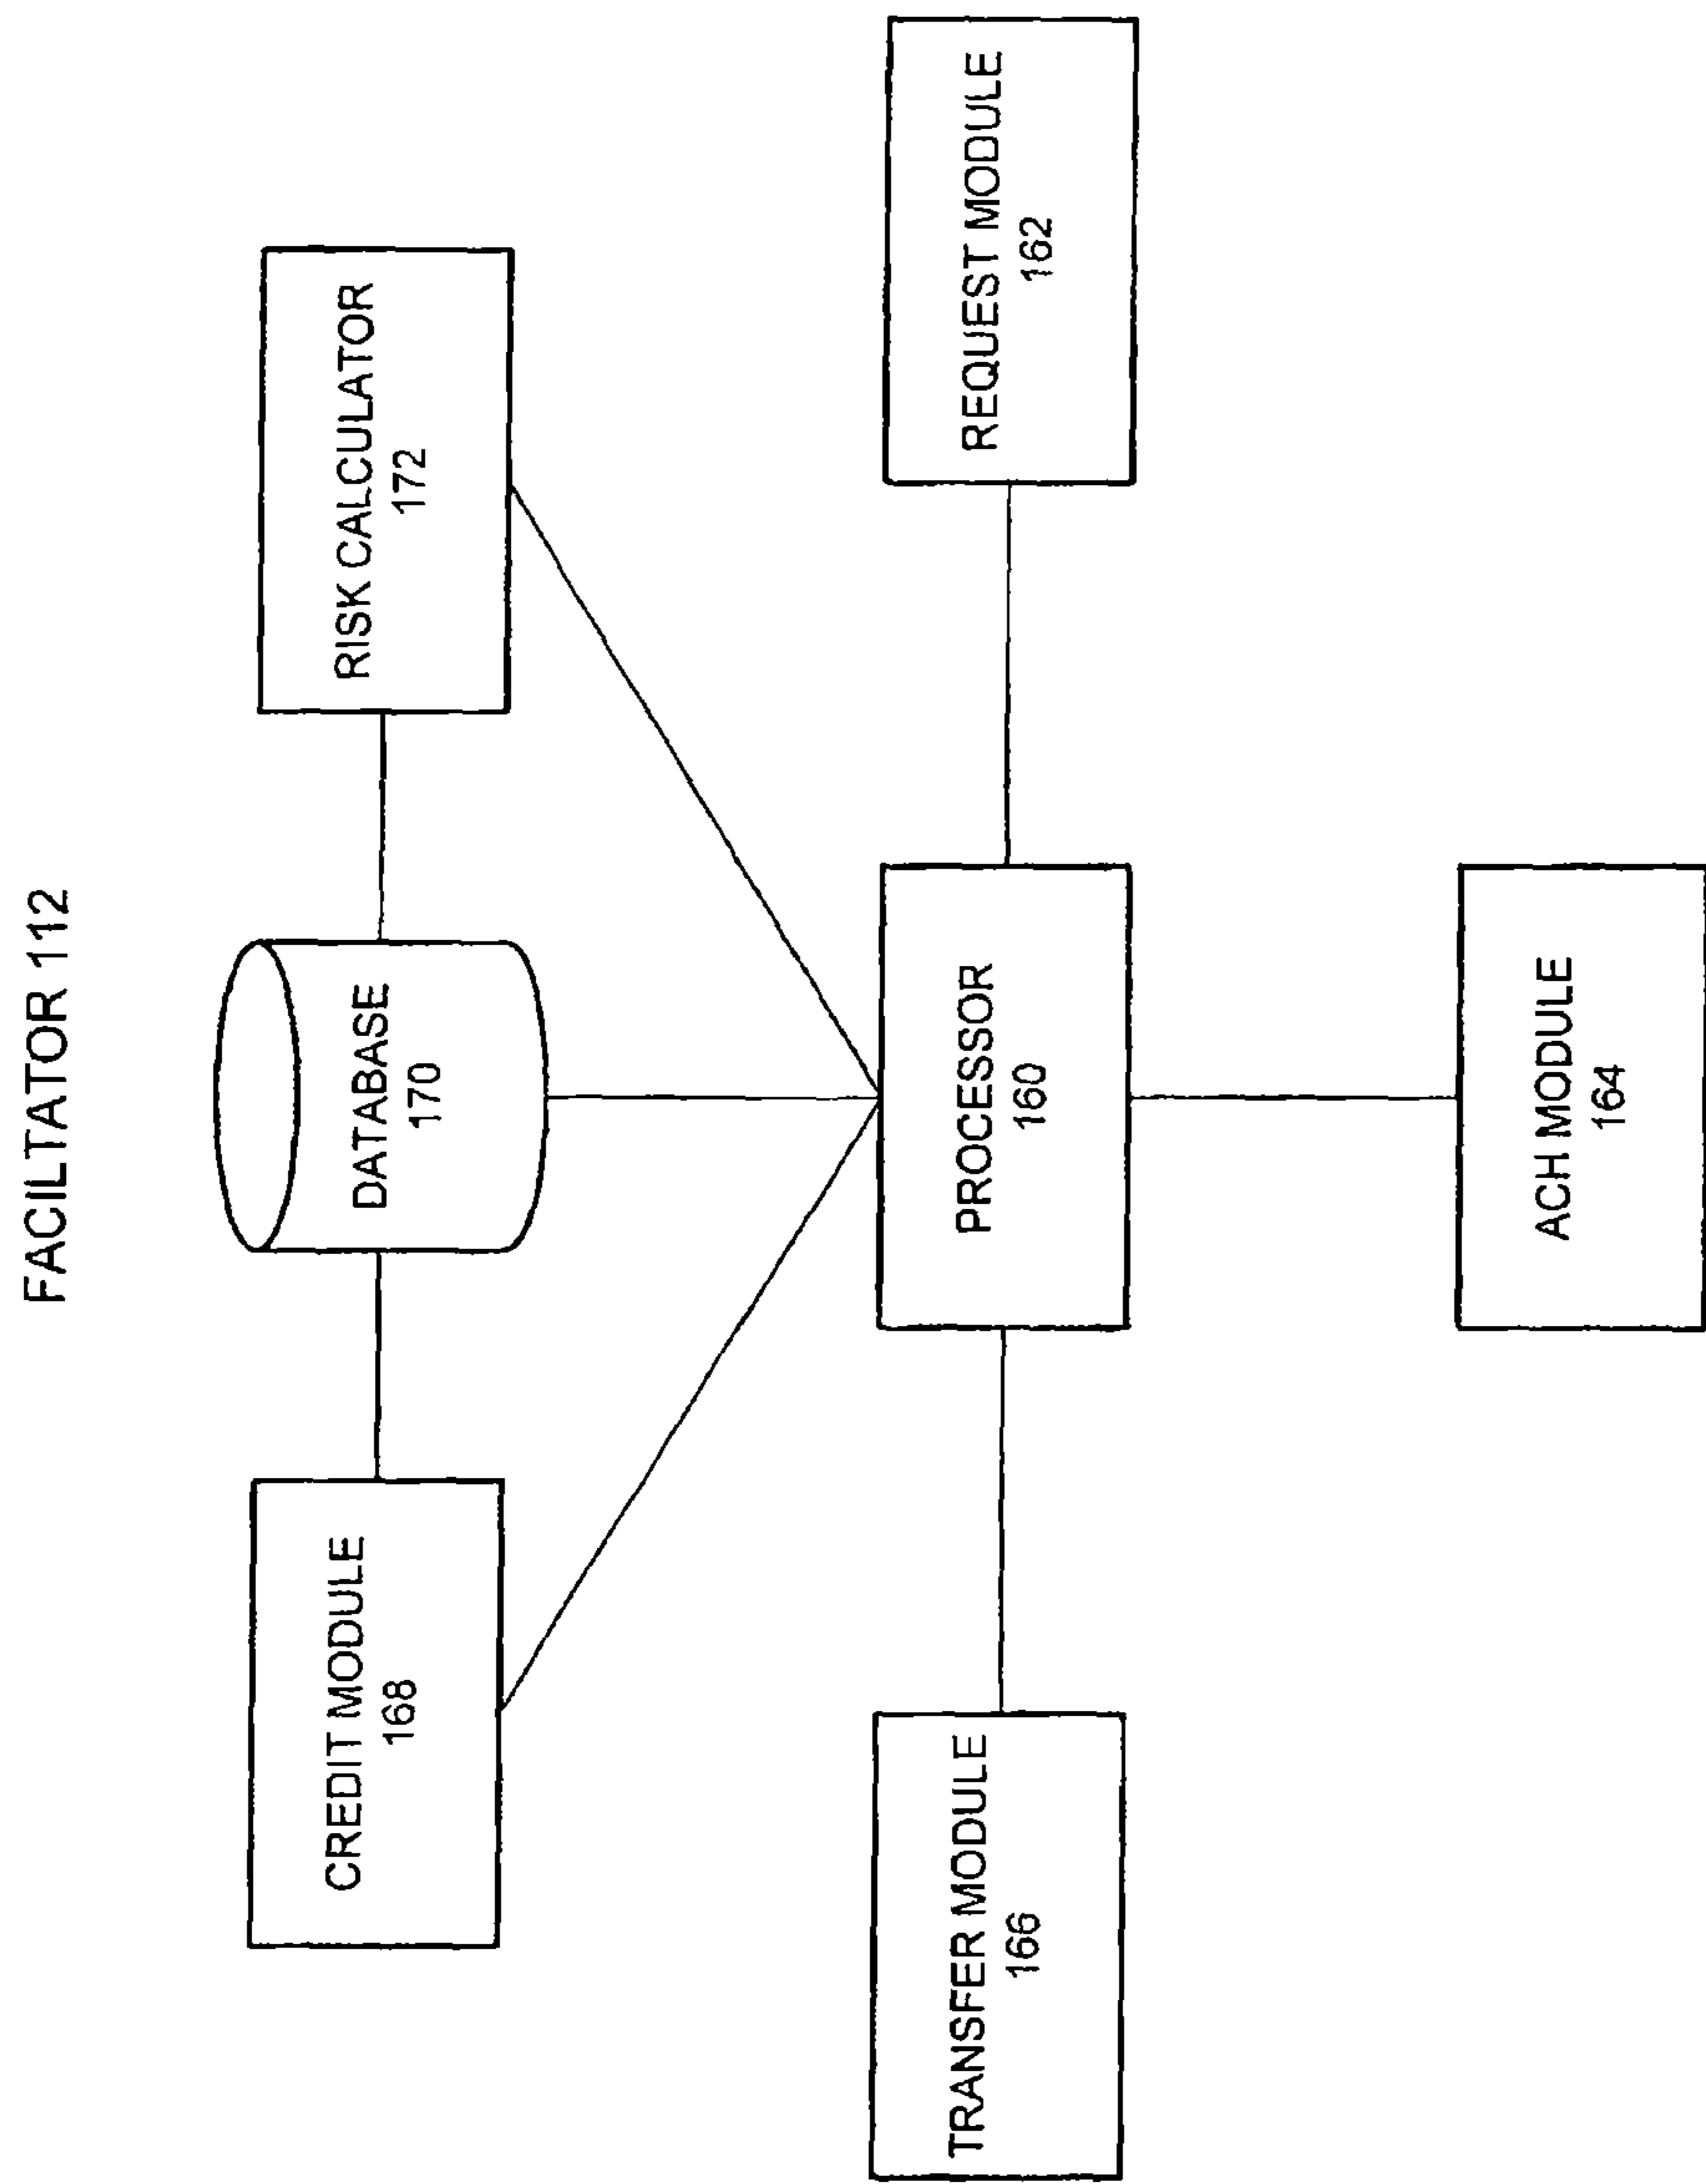 FACILTATOR 112
CREDIT MODULE
168
DATABASE
170
RISK CALCULATOR
172
TRANSFER MODULE
166
PROCESSOR
160
REQUEST MODULE
162
ACH MODULE
164